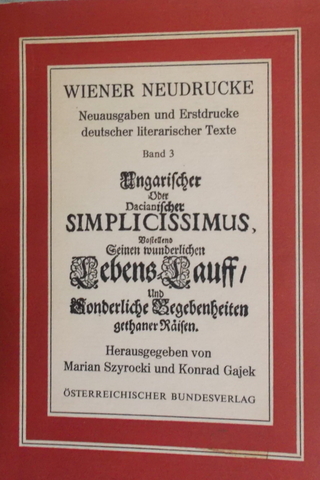 WIENER NEUDRUCKE
Neuausgaben und Erstdrucke
deutscher literarischer Texte
Band 3
Ungarischer
Oder
Dacianischer
SIMPLICISSIMUS,
Vorstellend
Seinen wunderlichen
Lebens-Lauff/
Und
Sonderliche Begebenheiten
gethaner Räisen.
Herausgegeben von
Marian Szyrocki und Konrad Gajek
ÖSTERREICHISCHER BUNDESVERLAG